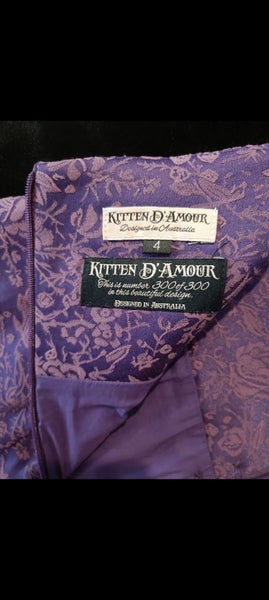 KITTEN D'AMOUR
Designed in Australia
4
KITTEN D'AMOUR
This is number 300 of 300
in this beautiful design.
DESIGNED IN AUSTRALIA